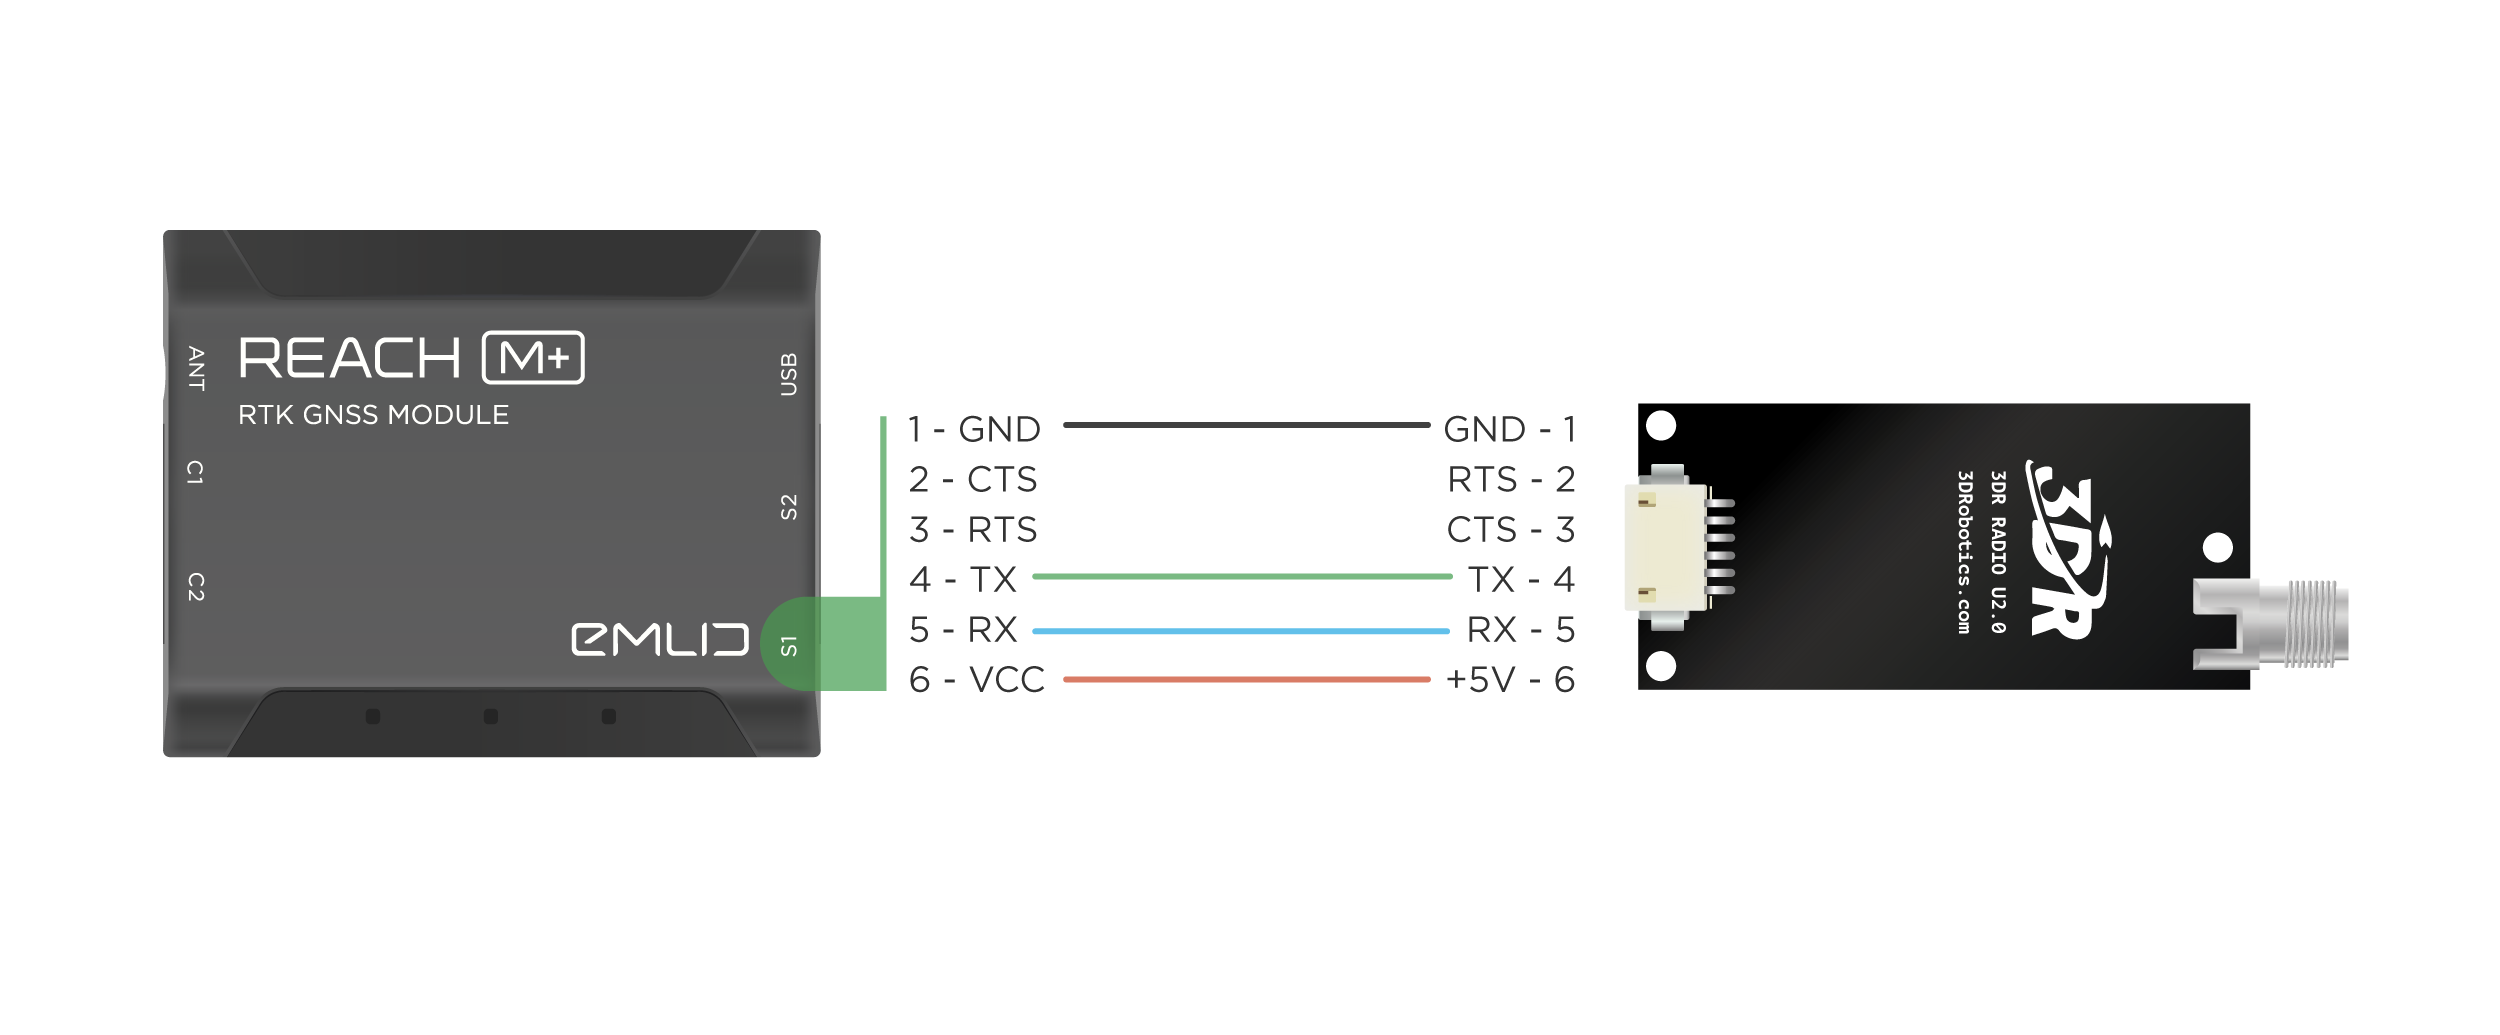 REACH M+
RTK GNSS MODULE
ANT
C1
C2
USB
S2
S1
EMLID
1 - GND
2 - CTS
3 - RTS
4 - TX
5 - RX
6 - VCC
GND - 1
RTS - 2
CTS - 3
TX - 4
RX - 5
+5V - 6
3DR
3DR RADIO U2.0
3DRobotics.com